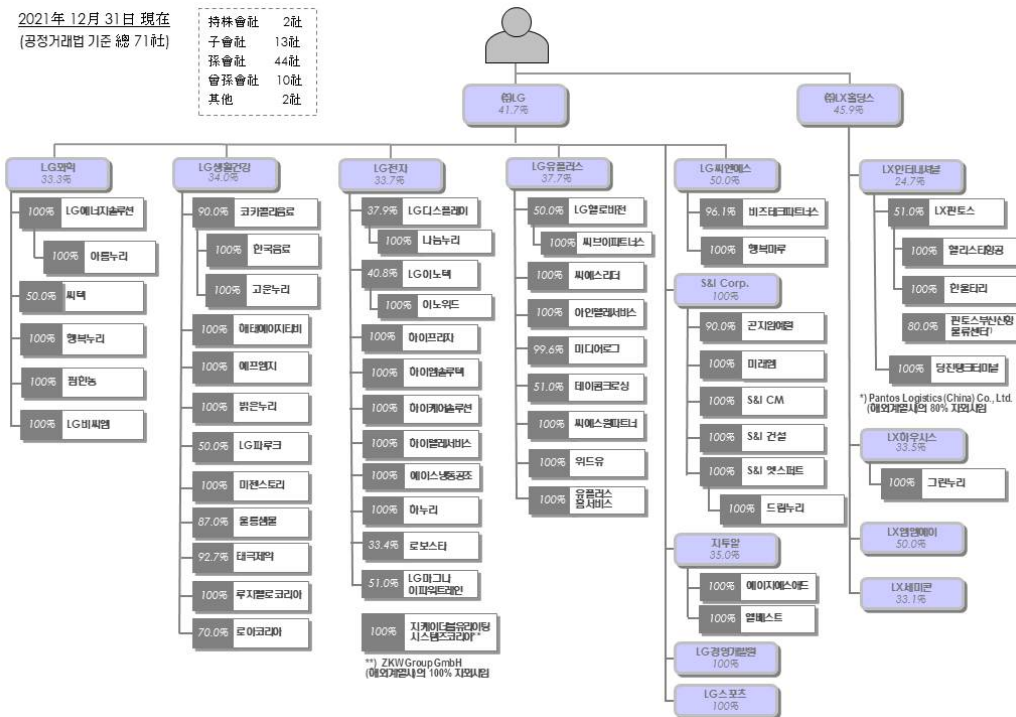 2021年 12月 31日 現在
(공정거래법 기준 總 71社)
持株會社 2社
子會社 13社
孫會社 44社
曾孫會社 10社
其他 2社
㈜LG
41.7%
㈜LX홀딩스
45.9%
LG화학
33.3%
100% LG에너지솔루션
100% 아름누리
50.0% 씨텍
100% 행복누리
100% 팜한농
100% LG비씨엠
LG생활건강
34.0%
90.0% 코카콜라음료
100% 한국음료
100% 고운누리
100% 해태에이치티비
100% 에프엠지
100% 밝은누리
50.0% LG파루크
100% 미젠스토리
87.0% 울릉샘물
92.7% 태극제약
100% 루치펠로코리아
70.0% 로아코리아
LG전자
33.7%
37.9% LG디스플레이
100% 나눔누리
40.8% LG이노텍
100% 이노위드
100% 하이프라자
100% 하이엠솔루텍
100% 하이케어솔루션
100% 하이텔레서비스
100% 에이스냉동공조
100% 하누리
33.4% 로보스타
51.0% LG마그나
이파워트레인
100% 지케이더블유라이팅
시스템즈코리아**
**) ZKW Group GmbH
(해외계열사)의 100% 자회사임
LG유플러스
37.7%
50.0% LG헬로비전
100% 씨브이파트너스
100% 씨에스리더
100% 아인텔레서비스
99.6% 미디어로그
51.0% 데이콤크로싱
100% 씨에스원파트너
100% 위드유
100% 유플러스
홈서비스
LG씨엔에스
50.0%
96.1% 비즈테크파트너스
100% 행복마루
S&I Corp.
100%
90.0% 곤지암예원
100% 미래엠
100% S&I CM
100% S&I 건설
100% S&I 엣스퍼트
100% 드림누리
지투알
35.0%
100% 에이치에스애드
100% 엘베스트
LG경영개발원
100%
LG스포츠
100%
LX인터내셔널
24.7%
51.0% LX판토스
100% 헬리스타항공
100% 한울타리
80.0% 판토스부산신항
물류센터*)
100% 당진탱크터미널
*) Pantos Logistics (China) Co., Ltd.
(해외계열사)의 80% 자회사임
LX하우시스
33.5%
100% 그린누리
LX엠엠에이
50.0%
LX세미콘
33.1%